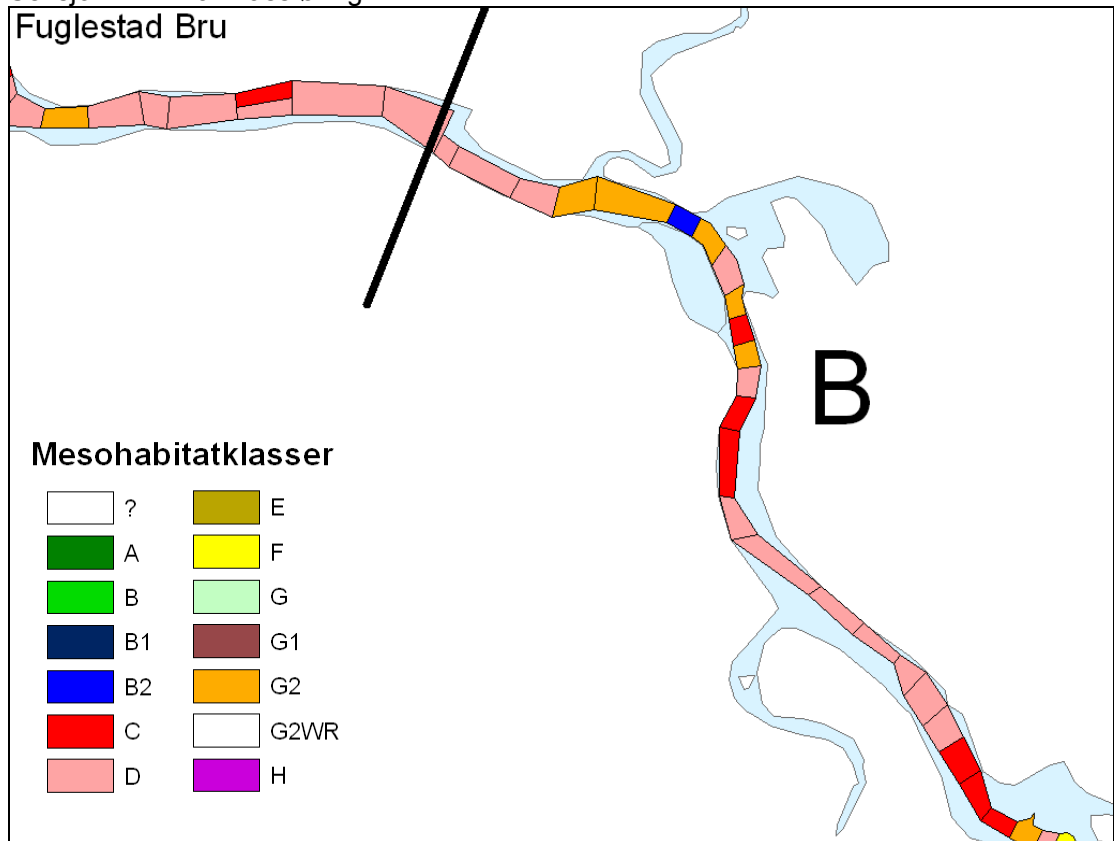 Fuglestad Bru
B
Mesohabitatklasser
?
A
B
B1
B2
C
D
E
F
G
G1
G2
G2WR
H